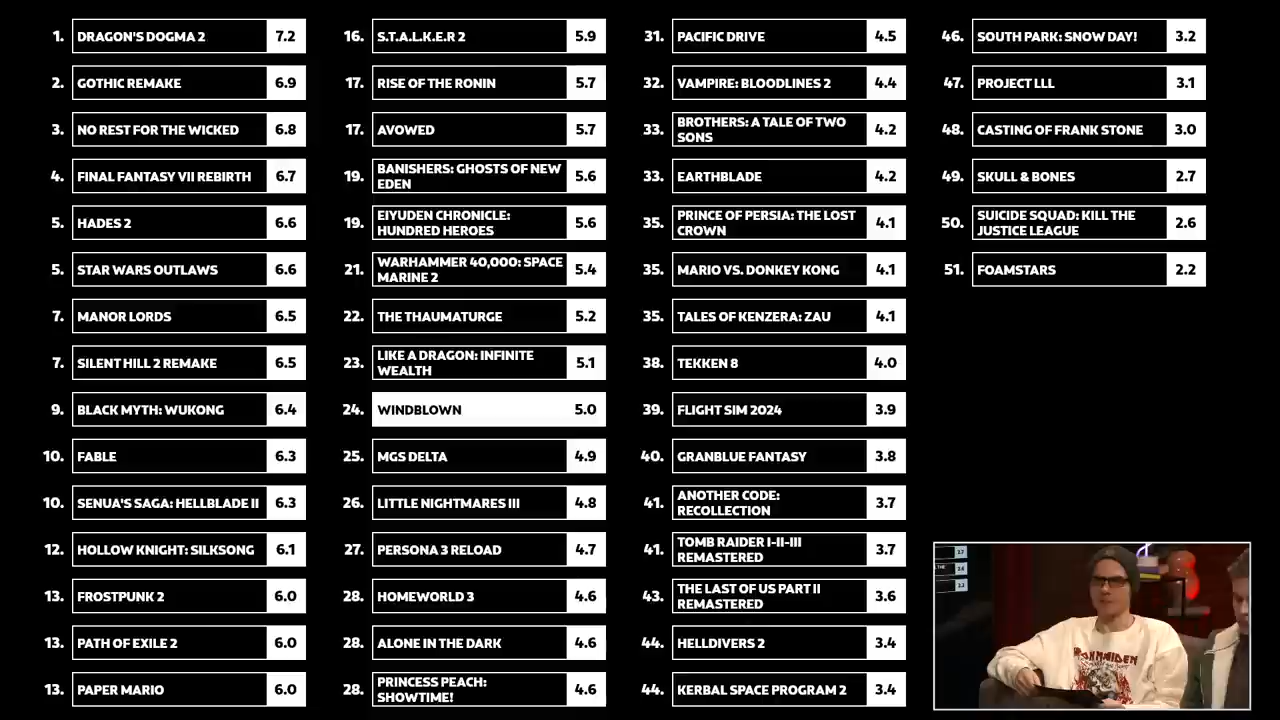 1. DRAGON'S DOGMA 2 7.2
2. GOTHIC REMAKE 6.9
3. NO REST FOR THE WICKED 6.8
4. FINAL FANTASY VII REBIRTH 6.7
5. HADES 2 6.6
5. STAR WARS OUTLAWS 6.6
7. MANOR LORDS 6.5
7. SILENT HILL 2 REMAKE 6.5
9. BLACK MYTH: WUKONG 6.4
10. FABLE 6.3
10. SENUA'S SAGA: HELLBLADE II 6.3
12. HOLLOW KNIGHT: SILKSONG 6.1
13. FROSTPUNK 2 6.0
13. PATH OF EXILE 2 6.0
13. PAPER MARIO 6.0
16. S.T.A.L.K.E.R 2 5.9
17. RISE OF THE RONIN 5.7
17. AVOWED 5.7
19. BANISHERS: GHOSTS OF NEW
EDEN 5.6
19. EIYUDEN CHRONICLE:
HUNDRED HEROES 5.6
21. WARHAMMER 40,000: SPACE
MARINE 2 5.4
22. THE THAUMATURGE 5.2
23. LIKE A DRAGON: INFINITE
WEALTH 5.1
24. WINDBLOWN 5.0
25. MGS DELTA 4.9
26. LITTLE NIGHTMARES III 4.8
27. PERSONA 3 RELOAD 4.7
28. HOMEWORLD 3 4.6
28. ALONE IN THE DARK 4.6
28. PRINCESS PEACH:
SHOWTIME! 4.6
31. PACIFIC DRIVE 4.5
32. VAMPIRE: BLOODLINES 2 4.4
33. BROTHERS: A TALE OF TWO
SONS 4.2
33. EARTHBLADE 4.2
35. PRINCE OF PERSIA: THE LOST
CROWN 4.1
35. MARIO VS. DONKEY KONG 4.1
35. TALES OF KENZERA: ZAU 4.1
38. TEKKEN 8 4.0
39. FLIGHT SIM 2024 3.9
40. GRANBLUE FANTASY 3.8
41. ANOTHER CODE:
RECOLLECTION 3.7
41. TOMB RAIDER I-II-III
REMASTERED 3.7
43. THE LAST OF US PART II
REMASTERED 3.6
44. HELLDIVERS 2 3.4
44. KERBAL SPACE PROGRAM 2 3.4
46. SOUTH PARK: SNOW DAY! 3.2
47. PROJECT LLL 3.1
48. CASTING OF FRANK STONE 3.0
49. SKULL & BONES 2.7
50. SUICIDE SQUAD: KILL THE
JUSTICE LEAGUE 2.6
51. FOAMSTARS 2.2
IRON MAIDEN